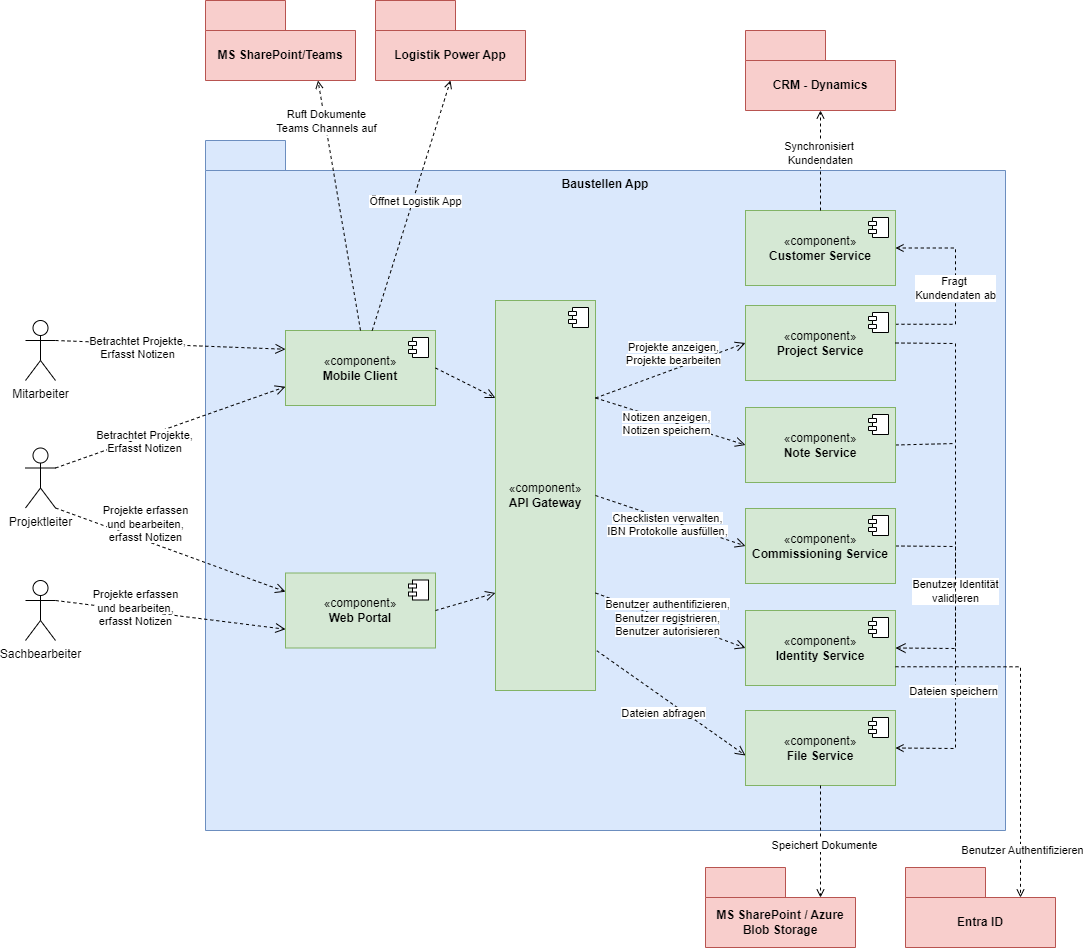 MS SharePoint/Teams
Logistik Power App
CRM - Dynamics
Ruft Dokumente
Teams Channels auf
Synchronisiert
Kundendaten
Baustellen App
Öffnet Logistik App
«component»
Customer Service
Fragt
Kundendaten ab
Mitarbeiter
Betrachtet Projekte,
Erfasst Notizen
«component»
Mobile Client
Projekte anzeigen,
Projekte bearbeiten
«component»
Project Service
Projektleiter
Betrachtet Projekte,
Erfasst Notizen
Notizen anzeigen,
Notizen speichern,
«component»
Note Service
«component»
API Gateway
Projekte erfassen
und bearbeiten,
erfasst Notizen
Checklisten verwalten,
IBN Protokolle ausfüllen,
«component»
Commissioning Service
Sachbearbeiter
Projekte erfassen
und bearbeiten,
erfasst Notizen
«component»
Web Portal
Benutzer Identität
validieren
Benutzer authentifizieren,
Benutzer registrieren,
Benutzer autorisieren
«component»
Identity Service
Dateien speichern
Dateien abfragen
«component»
File Service
Speichert Dokumente
Benutzer Authentifizieren
MS SharePoint / Azure
Blob Storage
Entra ID